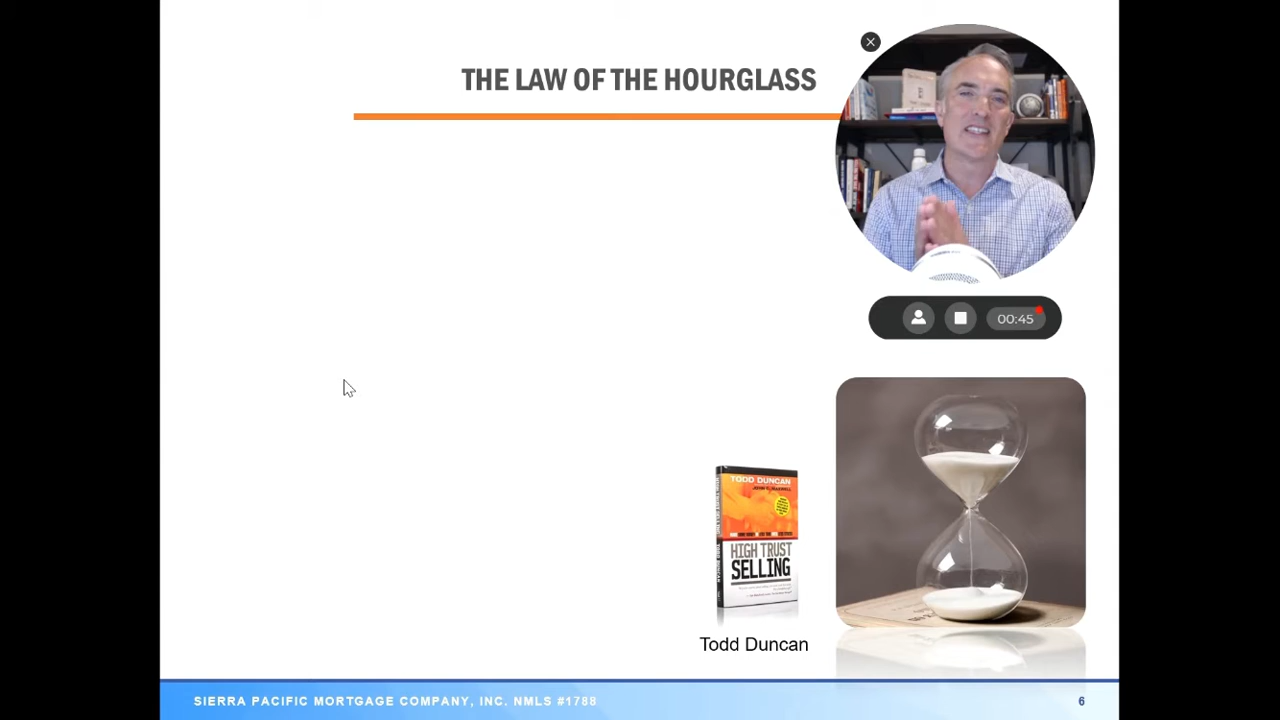 THE LAW OF THE HOURGLASS
00:45
TODD DUNCAN
HIGH TRUST
SELLING
Todd Duncan
SIERRA PACIFIC MORTGAGE COMPANY, INC. NMLS #1788
6